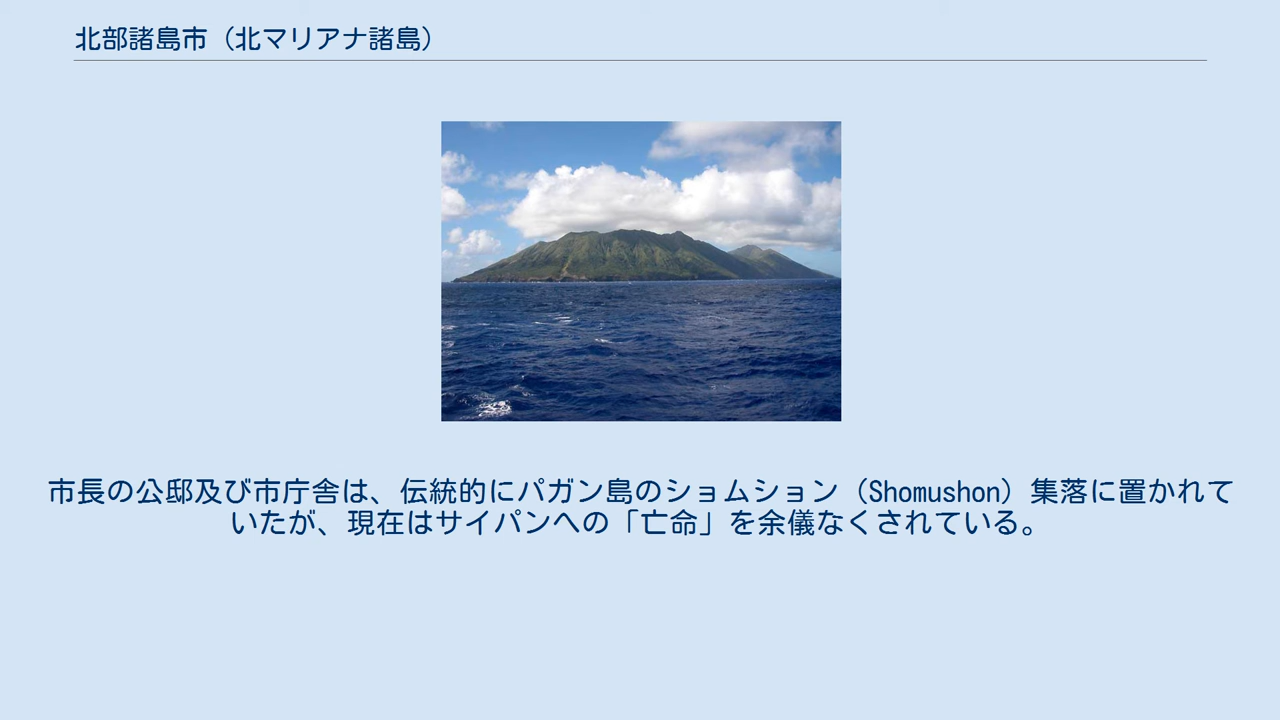 北部諸島市（北マリアナ諸島）
市長の公邸及び市庁舎は、伝統的にパガン島のショムション（Shomushon）集落に置かれて
いたが、現在はサイパンへの「亡命」を余儀なくされている。